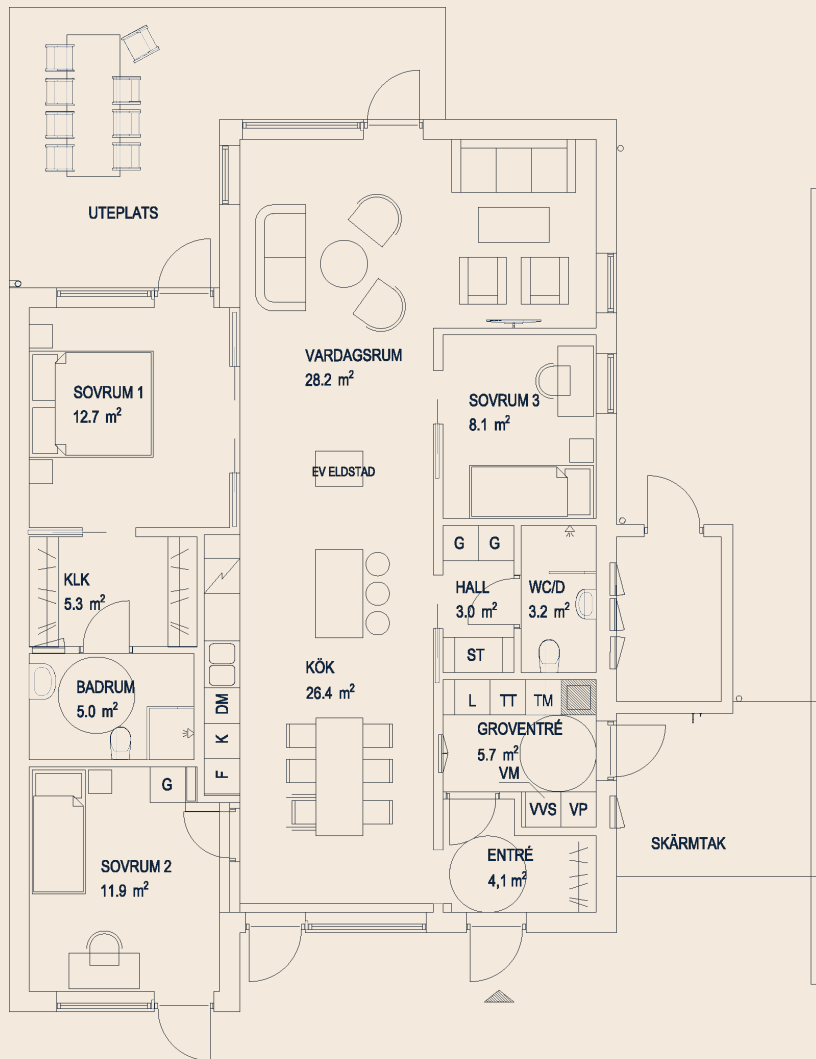 UTEPLATS
VARDAGSRUM
28.2 m²
SOVRUM 1
12.7 m²
SOVRUM 3
8.1 m²
EV ELDSTAD
G G
KLK
5.3 m²
HALL
3.0 m²
WC/D
3.2 m²
ST
KÖK
26.4 m²
BADRUM
5.0 m²
DM
K
F
L TT TM
GROVENTRÉ
5.7 m²
VM
VVS VP
G
SKÄRMTAK
ENTRÉ
4,1 m²
SOVRUM 2
11.9 m²